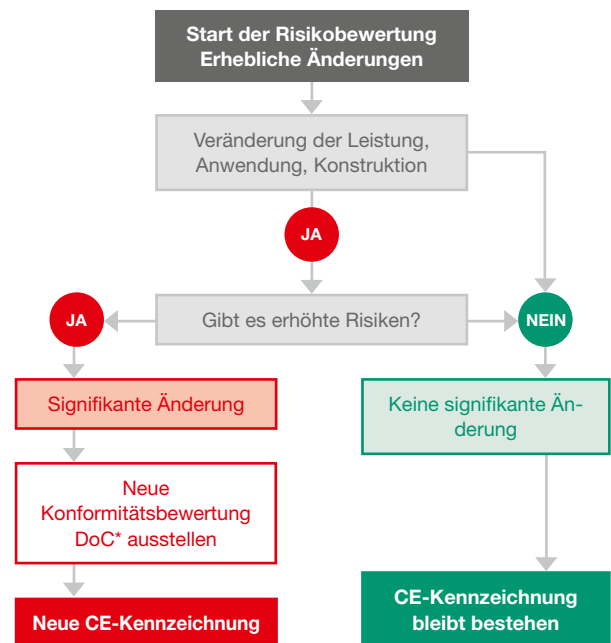 Start der Risikobewertung
Erhebliche Änderungen
Veränderung der Leistung,
Anwendung, Konstruktion
JA
JA
Gibt es erhöhte Risiken?
NEIN
Signifikante Änderung
Keine signifikante Än-
derung
Neue
Konformitätsbewertung
DoC* ausstellen
Neue CE-Kennzeichnung
CE-Kennzeichnung
bleibt bestehen